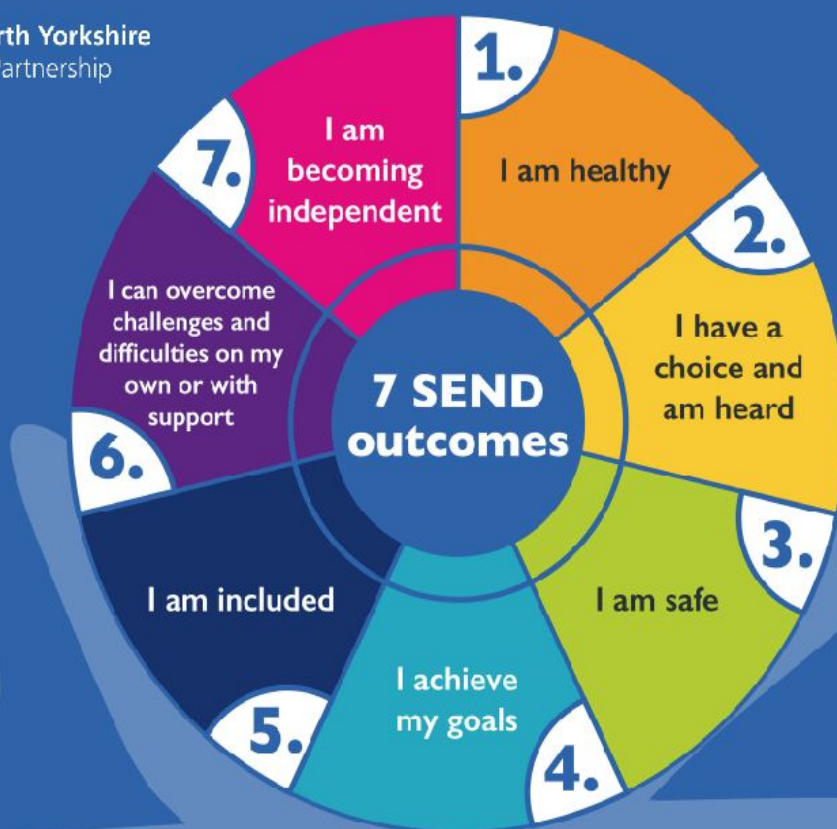 rth Yorkshire
Partnership
7 SEND
outcomes
1.
I am healthy
2.
I have a
choice and
am heard
3.
I am safe
4.
I achieve
my goals
5.
I am included
6.
I can overcome
challenges and
difficulties on my
own or with
support
7.
I am
becoming
independent